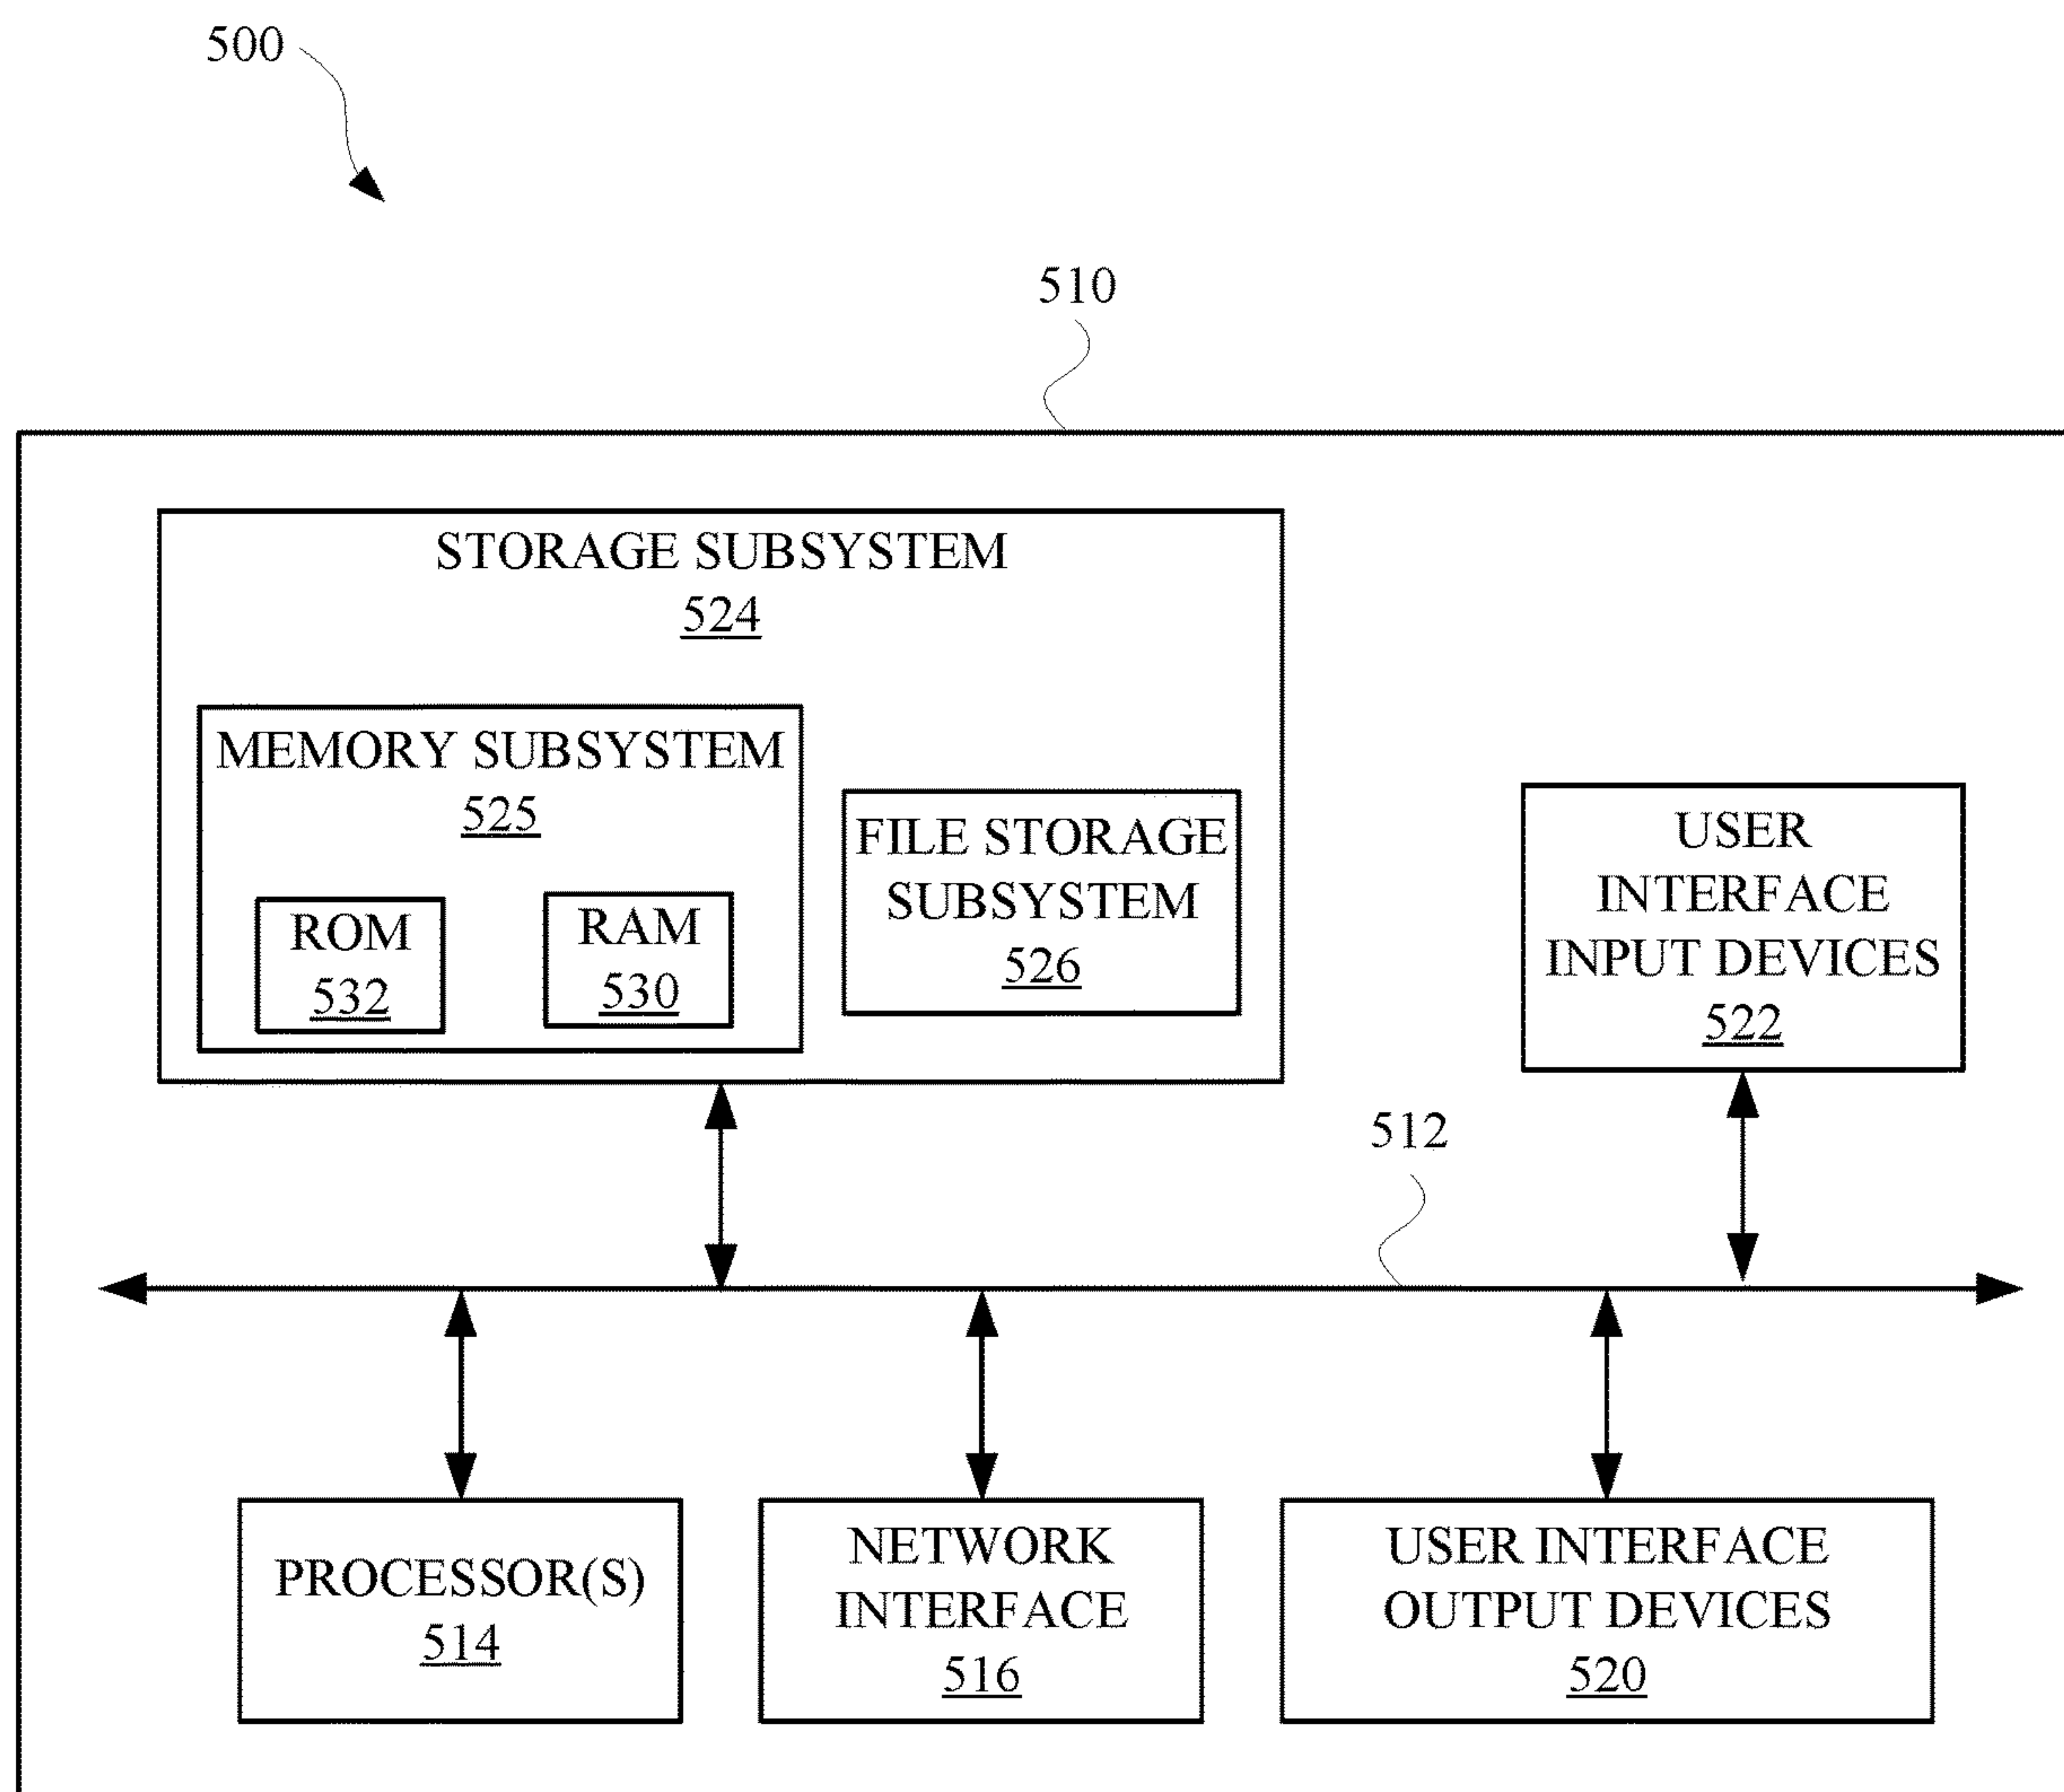 500
510
STORAGE SUBSYSTEM
524
MEMORY SUBSYSTEM
525
ROM
532
RAM
530
FILE STORAGE
SUBSYSTEM
526
USER
INTERFACE
INPUT DEVICES
522
512
PROCESSOR(S)
514
NETWORK
INTERFACE
516
USER INTERFACE
OUTPUT DEVICES
520